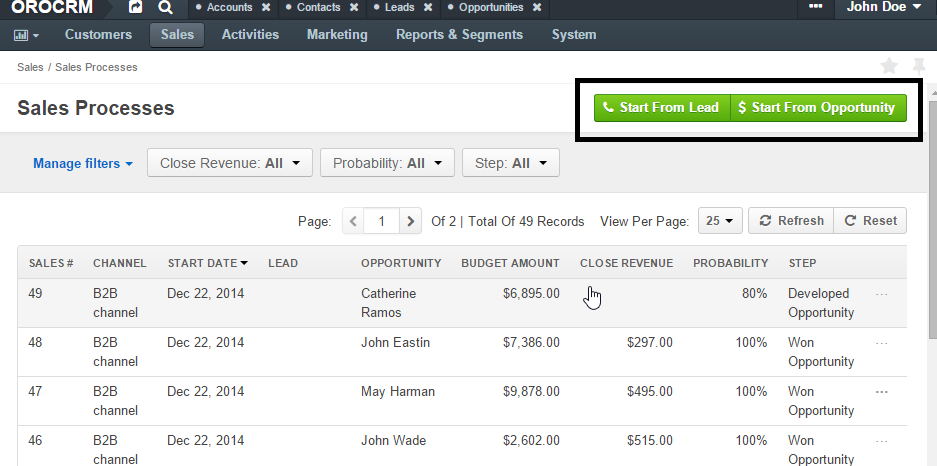 OROCRM • Accounts × • Contacts × • Leads × • Opportunities × ••• John Doe
Customers Sales Activities Marketing Reports & Segments System
Sales / Sales Processes
Sales Processes Start From Lead $ Start From Opportunity
Manage filters Close Revenue: All Probability: All Step: All
Page: < 1 > Of 2 | Total Of 49 Records View Per Page: 25 Refresh Reset
SALES # CHANNEL START DATE LEAD OPPORTUNITY BUDGET AMOUNT CLOSE REVENUE PROBABILITY STEP
49 B2B channel Dec 22, 2014 Catherine Ramos $6,895.00 80% Developed Opportunity ...
48 B2B channel Dec 22, 2014 John Eastin $7,386.00 $297.00 100% Won Opportunity ...
47 B2B channel Dec 22, 2014 May Harman $9,878.00 $495.00 100% Won Opportunity ...
46 B2B channel Dec 22, 2014 John Wade $2,602.00 $515.00 100% Won Opportunity ...